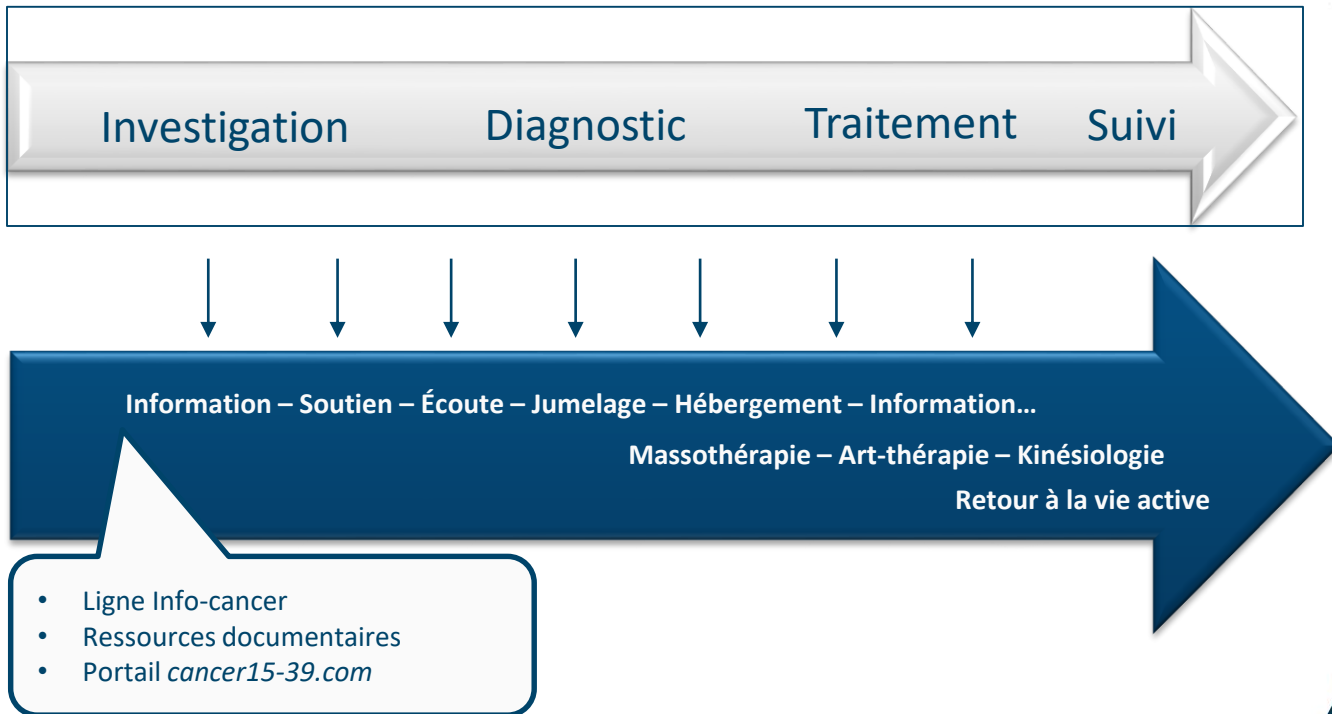 Investigation Diagnostic Traitement Suivi
Information – Soutien – Écoute – Jumelage – Hébergement – Information…
Massothérapie – Art-thérapie – Kinésiologie
Retour à la vie active
• Ligne Info-cancer
• Ressources documentaires
• Portail cancer15-39.com